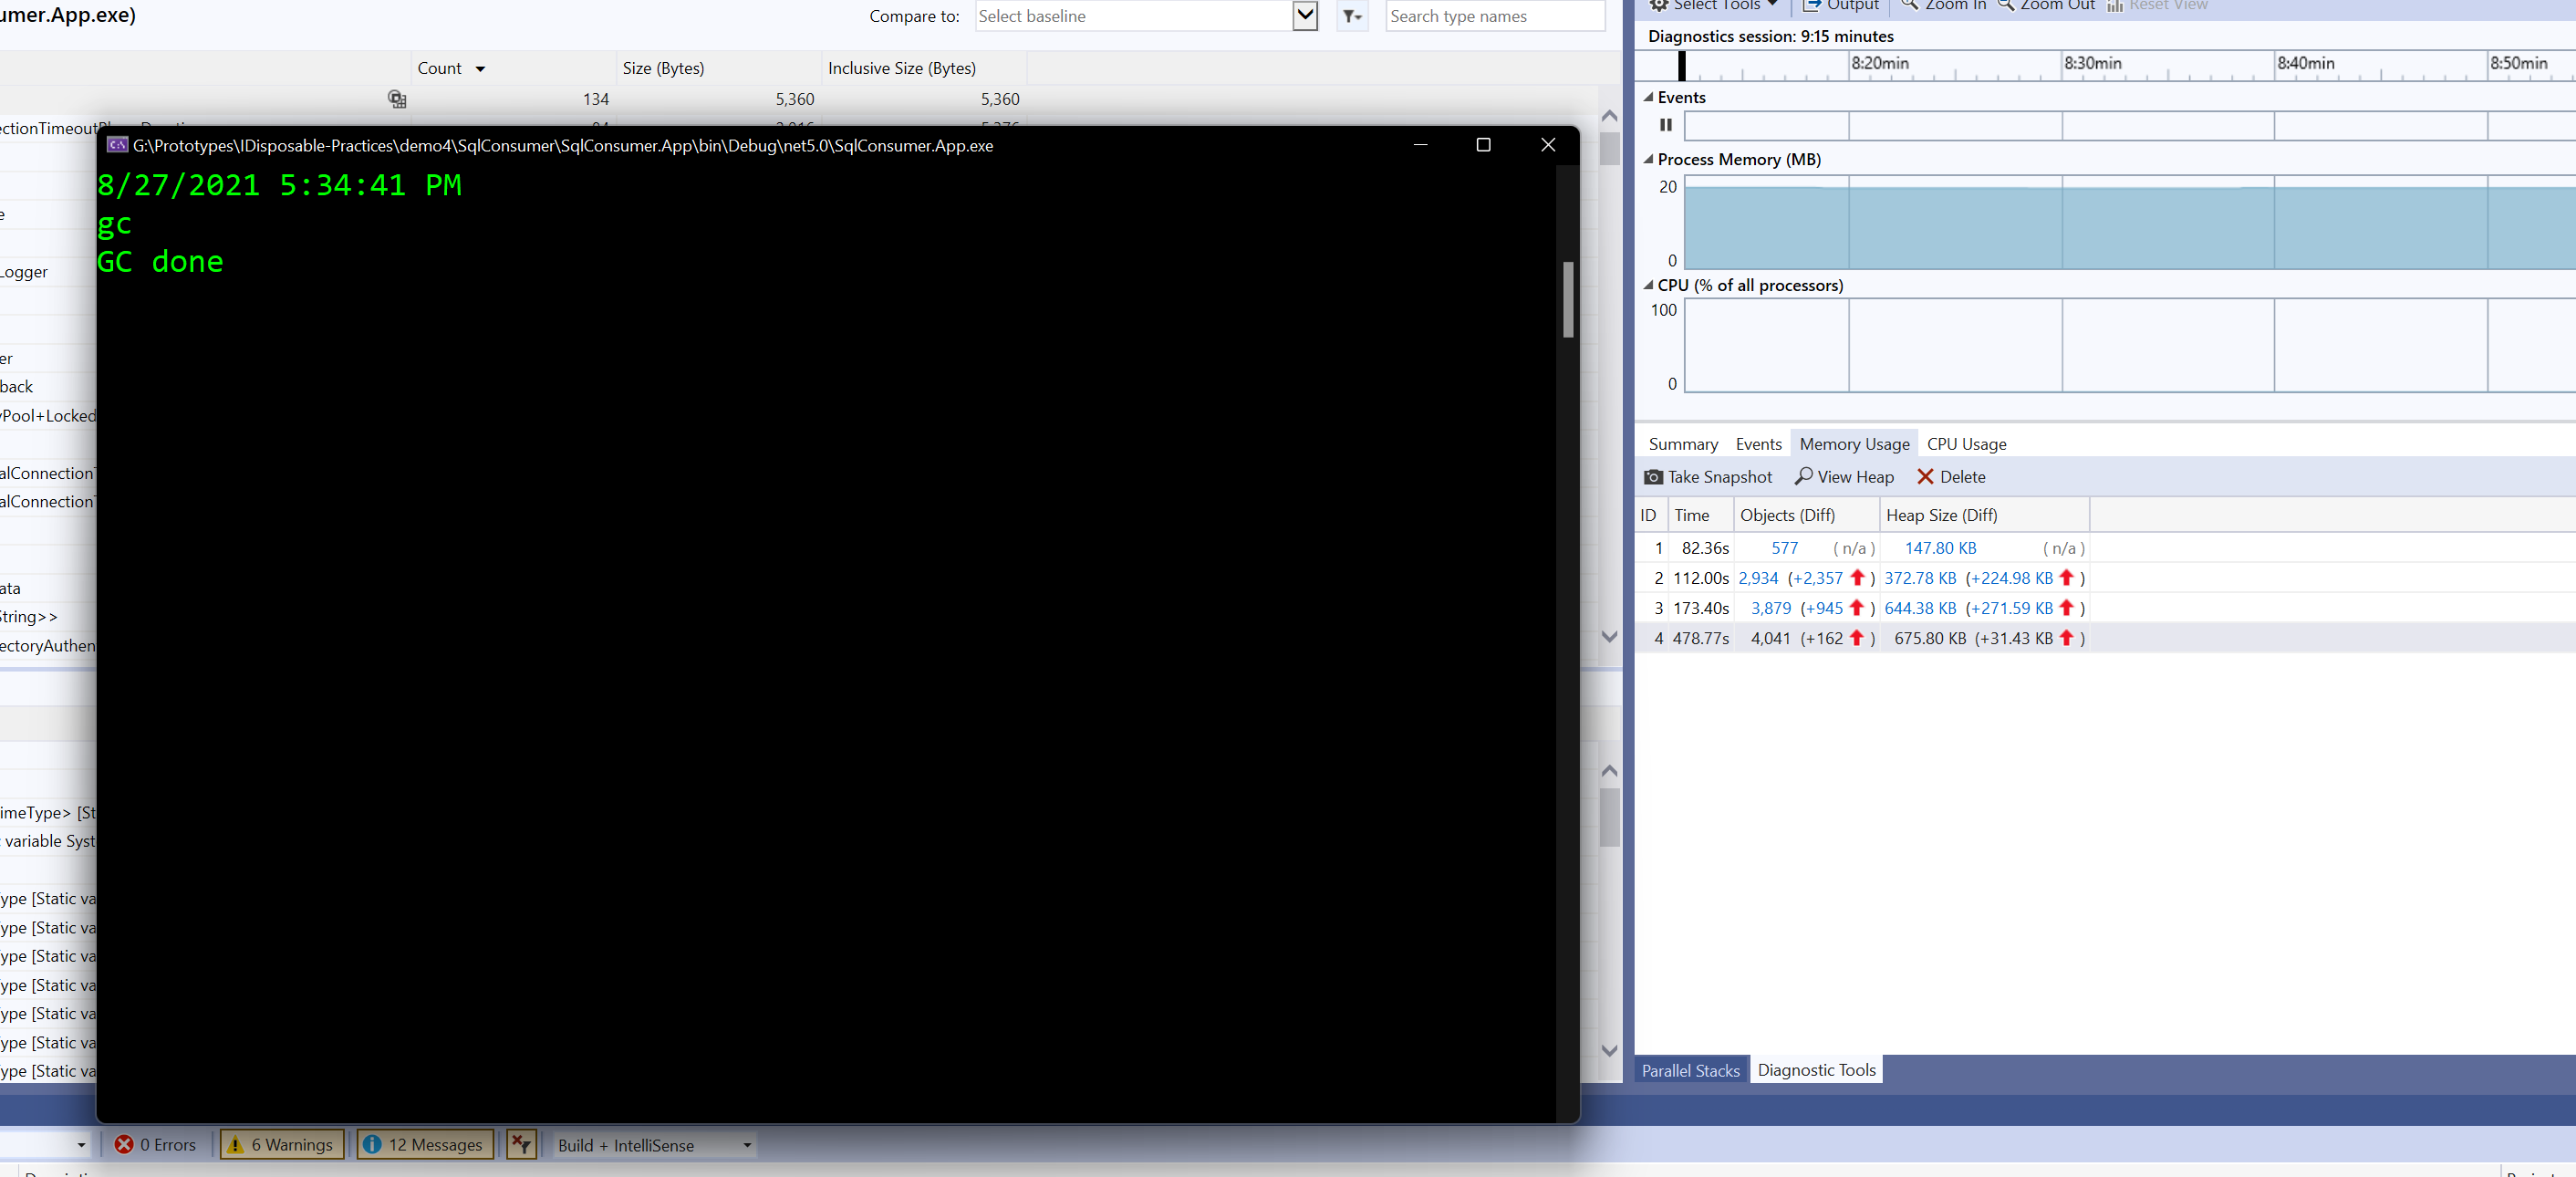 umer.App.exe)
Compare to: Select baseline Search type names
Count Size (Bytes) Inclusive Size (Bytes)
134 5,360 5,360
ectionTimeout
G:\Prototypes\IDisposable-Practices\demo4\SqlConsumer\SqlConsumer.App\bin\Debug\net5.0\SqlConsumer.App.exe
8/27/2021 5:34:41 PM
gc
GC done
e
Logger
er
back
yPool+Locked
alConnectionT
alConnectionT
ata
String>>
ectoryAuthen
imeType> [St
c variable Syst
ype [Static va
ype [Static va
ype [Static va
ype [Static va
ype [Static va
ype [Static va
ype [Static va
0 Errors 6 Warnings 12 Messages Build + IntelliSense
Select Tools Output Zoom In Zoom Out Reset View
Diagnostics session: 9:15 minutes
8:20min 8:30min 8:40min 8:50min
Events
Process Memory (MB)
20
0
CPU (% of all processors)
100
0
Summary Events Memory Usage CPU Usage
Take Snapshot View Heap Delete
ID Time Objects (Diff) Heap Size (Diff)
1 82.36s 577 (n/a) 147.80 KB (n/a)
2 112.00s 2,934 (+2,357 ) 372.78 KB (+224.98 KB )
3 173.40s 3,879 (+945 ) 644.38 KB (+271.59 KB )
4 478.77s 4,041 (+162 ) 675.80 KB (+31.43 KB )
Parallel Stacks Diagnostic Tools